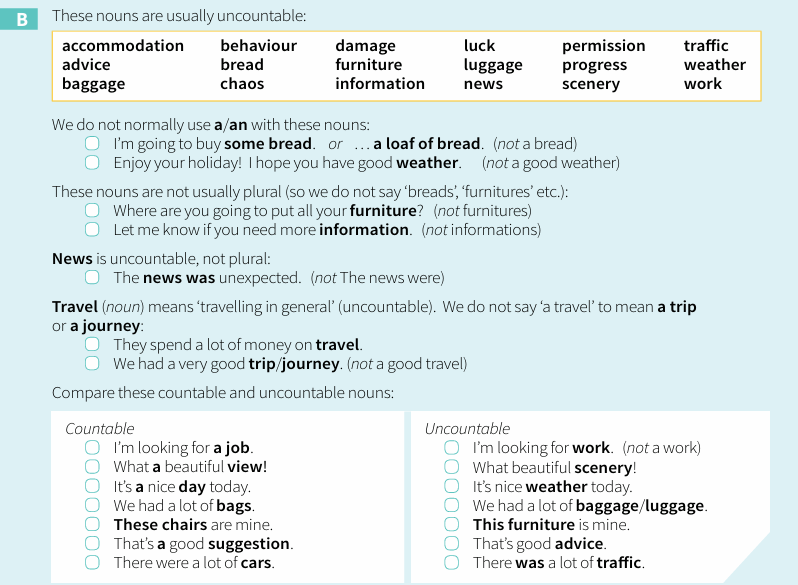 B These nouns are usually uncountable:
accommodation behaviour damage luck permission traffic
advice bread furniture luggage progress weather
baggage chaos information news scenery work
We do not normally use a/an with these nouns:
I'm going to buy some bread. or ... a loaf of bread. (not a bread)
Enjoy your holiday! I hope you have good weather. (not a good weather)
These nouns are not usually plural (so we do not say 'breads', 'furnitures' etc.):
Where are you going to put all your furniture? (not furnitures)
Let me know if you need more information. (not informations)
News is uncountable, not plural:
The news was unexpected. (not The news were)
Travel (noun) means 'travelling in general' (uncountable). We do not say 'a travel' to mean a trip
or a journey:
They spend a lot of money on travel.
We had a very good trip/journey. (not a good travel)
Compare these countable and uncountable nouns:
Countable
I'm looking for a job.
What a beautiful view!
It's a nice day today.
We had a lot of bags.
These chairs are mine.
That's a good suggestion.
There were a lot of cars.
Uncountable
I'm looking for work. (not a work)
What beautiful scenery!
It's nice weather today.
We had a lot of baggage/luggage.
This furniture is mine.
That's good advice.
There was a lot of traffic.